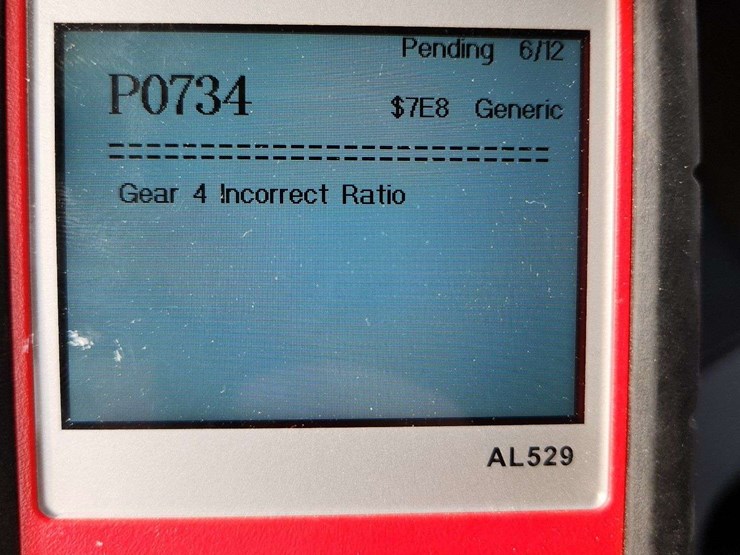 Pending 6/12
P0734 $7E8 Generic
==============================
Gear 4 Incorrect Ratio
AL529